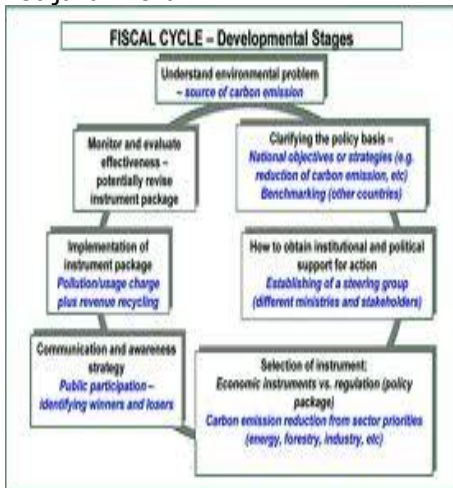 FISCAL CYCLE – Developmental Stages
Understand environmental problem
– source of carbon emission
Clarifying the policy basis –
National objectives or strategies (e.g.
reduction of carbon emission, etc)
Benchmarking (other countries)
How to obtain institutional and political
support for action
Establishing of a steering group
(different ministries and stakeholders)
Selection of instrument:
Economic instruments vs. regulation (policy
package)
Carbon emission reduction from sector priorities
(energy, forestry, industry, etc)
Communication and awareness
strategy
Public participation –
identifying winners and losers
Implementation of
instrument package
Pollution/usage charge
plus revenue recycling
Monitor and evaluate
effectiveness –
potentially revise
instrument package